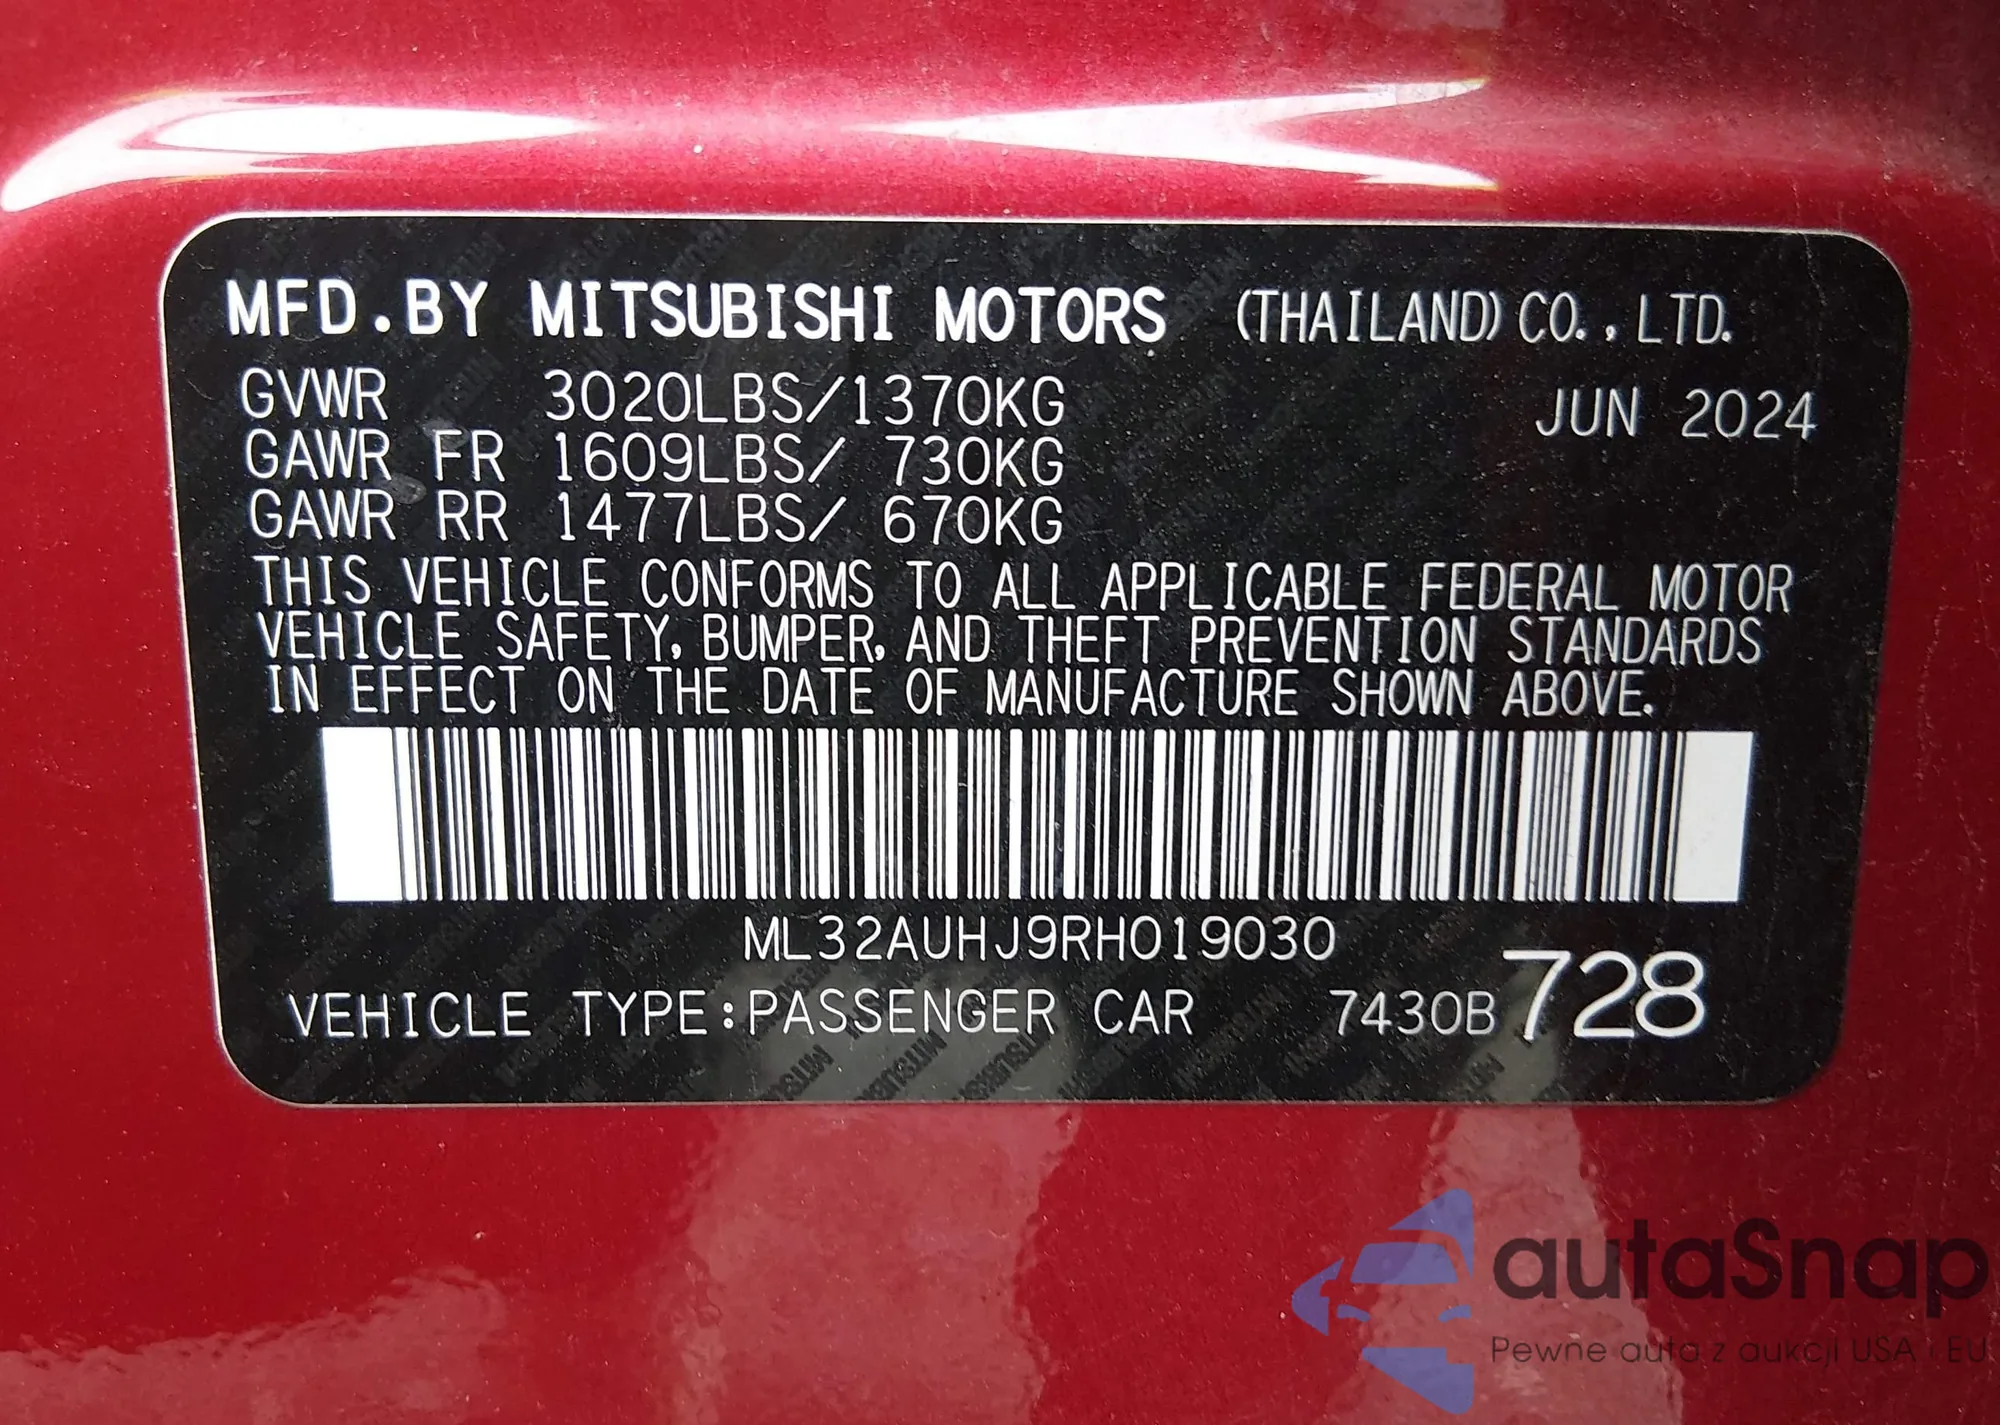 MFD.BY MITSUBISHI MOTORS (THAILAND) CO., LTD.
GVWR 3020LBS/1370KG JUN 2024
GAWR FR 1609LBS/ 730KG
GAWR RR 1477LBS/ 670KG
THIS VEHICLE CONFORMS TO ALL APPLICABLE FEDERAL MOTOR
VEHICLE SAFETY, BUMPER, AND THEFT PREVENTION STANDARDS
IN EFFECT ON THE DATE OF MANUFACTURE SHOWN ABOVE.
ML32AUHJ9RH019030
VEHICLE TYPE:PASSENGER CAR 7430B 728
autaSnap
Pewne auta z aukcji USA i EU